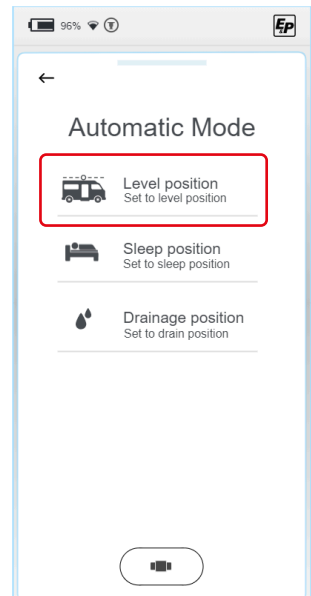 96% T EP
Automatic Mode
Level position
Set to level position
Sleep position
Set to sleep position
Drainage position
Set to drain position